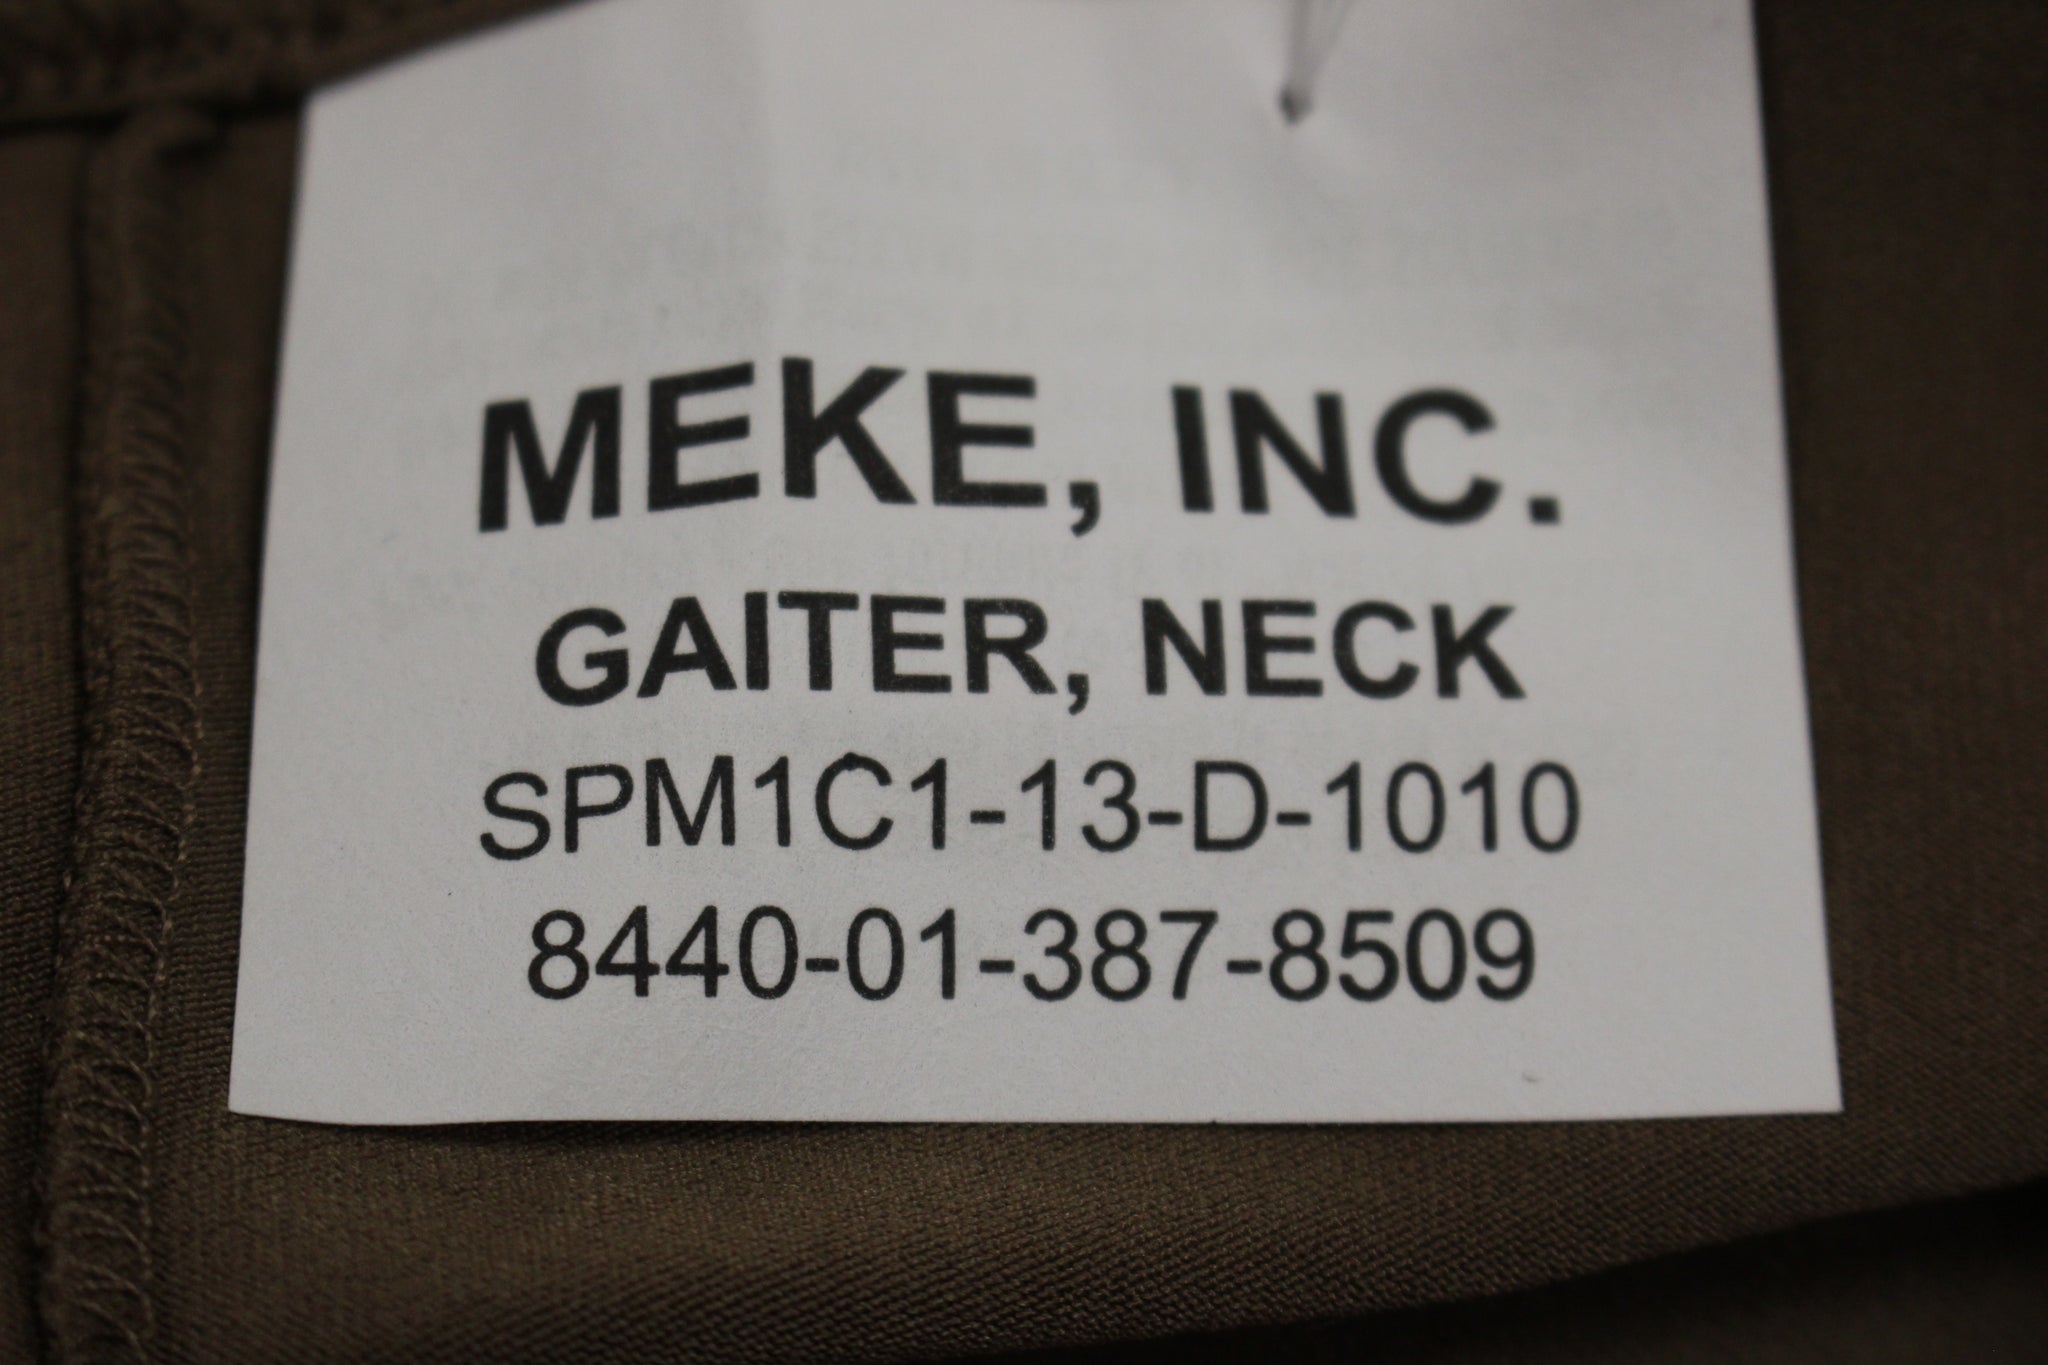 MEKE, INC.
GAITER, NECK
SPM1C1-13-D-1010
8440-01-387-8509